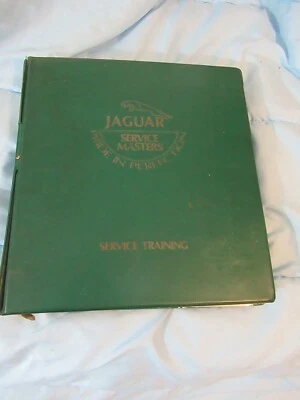 JAGUAR
SERVICE
MASTERS
PRIDE IN PERFECTION
SERVICE TRAINING